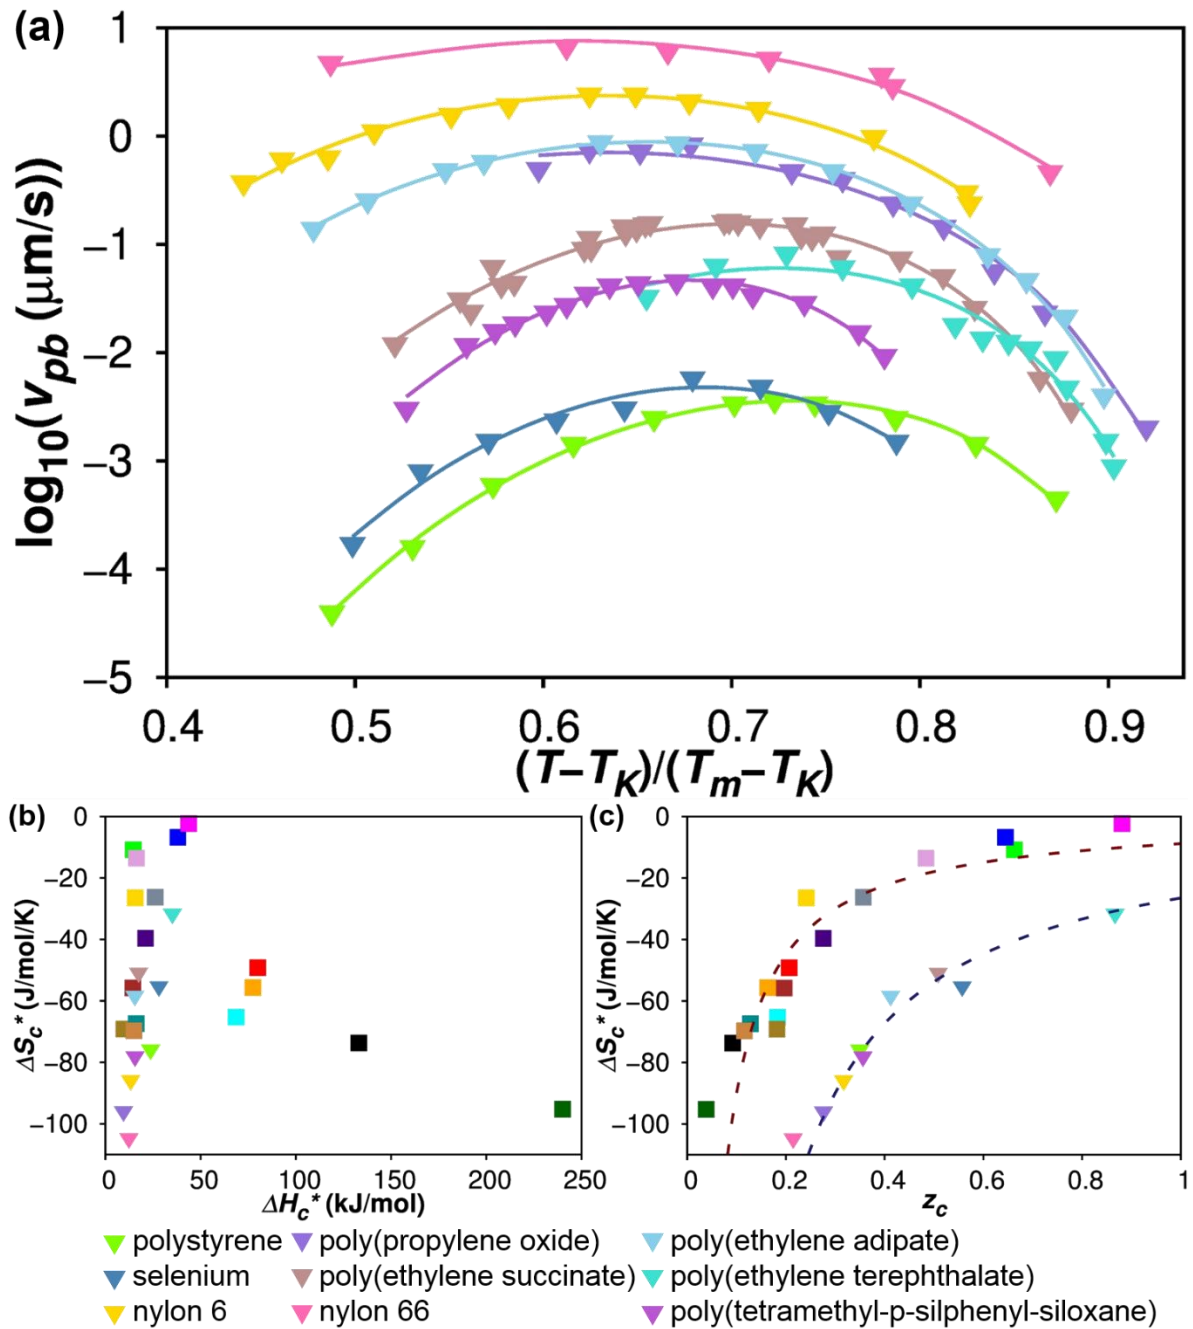 (a)
1
0
−1
−2
−3
−4
−5
log10(vpb (μm/s))
0.4 0.5 0.6 0.7 0.8 0.9
(T−TK)/(Tm−TK)
(b)
0
−20
−40
−60
−80
−100
ΔSc* (J/mol/K)
0 50 100 150 200 250
ΔHc* (kJ/mol)
(c)
0
−20
−40
−60
−80
−100
ΔSc* (J/mol/K)
0 0.2 0.4 0.6 0.8 1
zc
polystyrene poly(propylene oxide) poly(ethylene adipate)
selenium poly(ethylene succinate) poly(ethylene terephthalate)
nylon 6 nylon 66 poly(tetramethyl-p-silphenyl-siloxane)